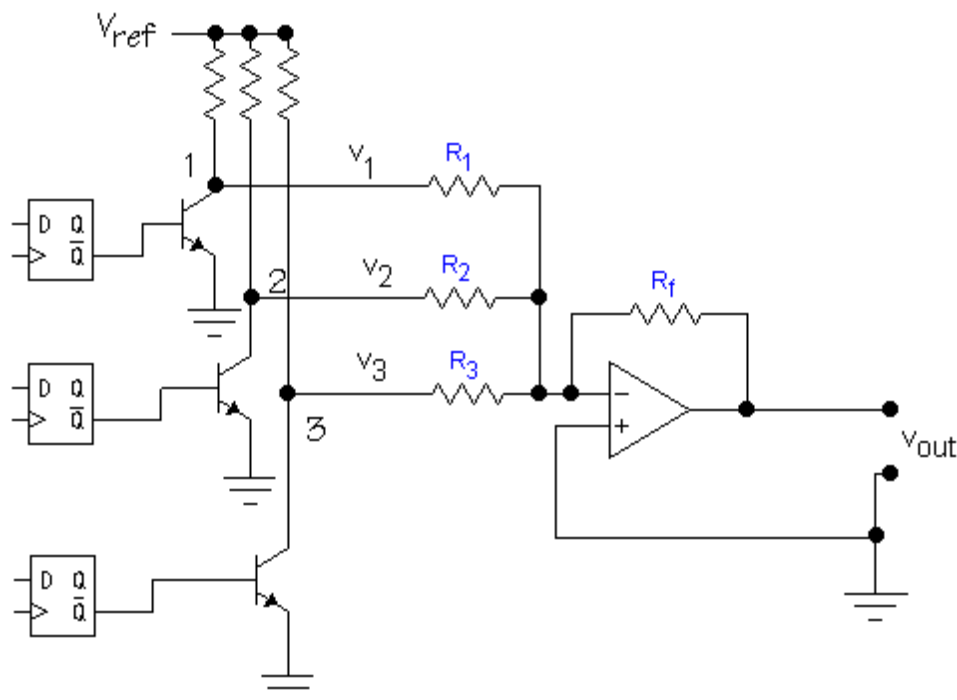 Vref
1
v1
R1
D Q
Q̅
2
v2
R2
Rf
D Q
Q̅
v3
R3
−
+
3
vout
D Q
Q̅